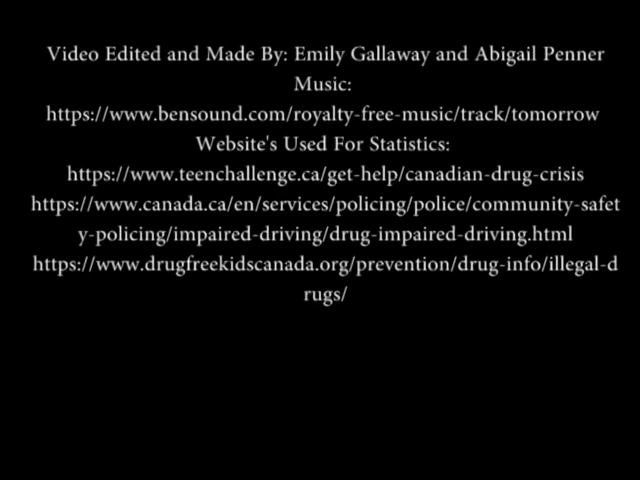 Video Edited and Made By: Emily Gallaway and Abigail Penner
Music:
https://www.bensound.com/royalty-free-music/track/tomorrow
Website's Used For Statistics:
https://www.teenchallenge.ca/get-help/canadian-drug-crisis
https://www.canada.ca/en/services/policing/police/community-safet
y-policing/impaired-driving/drug-impaired-driving.html
https://www.drugfreekidscanada.org/prevention/drug-info/illegal-d
rugs/